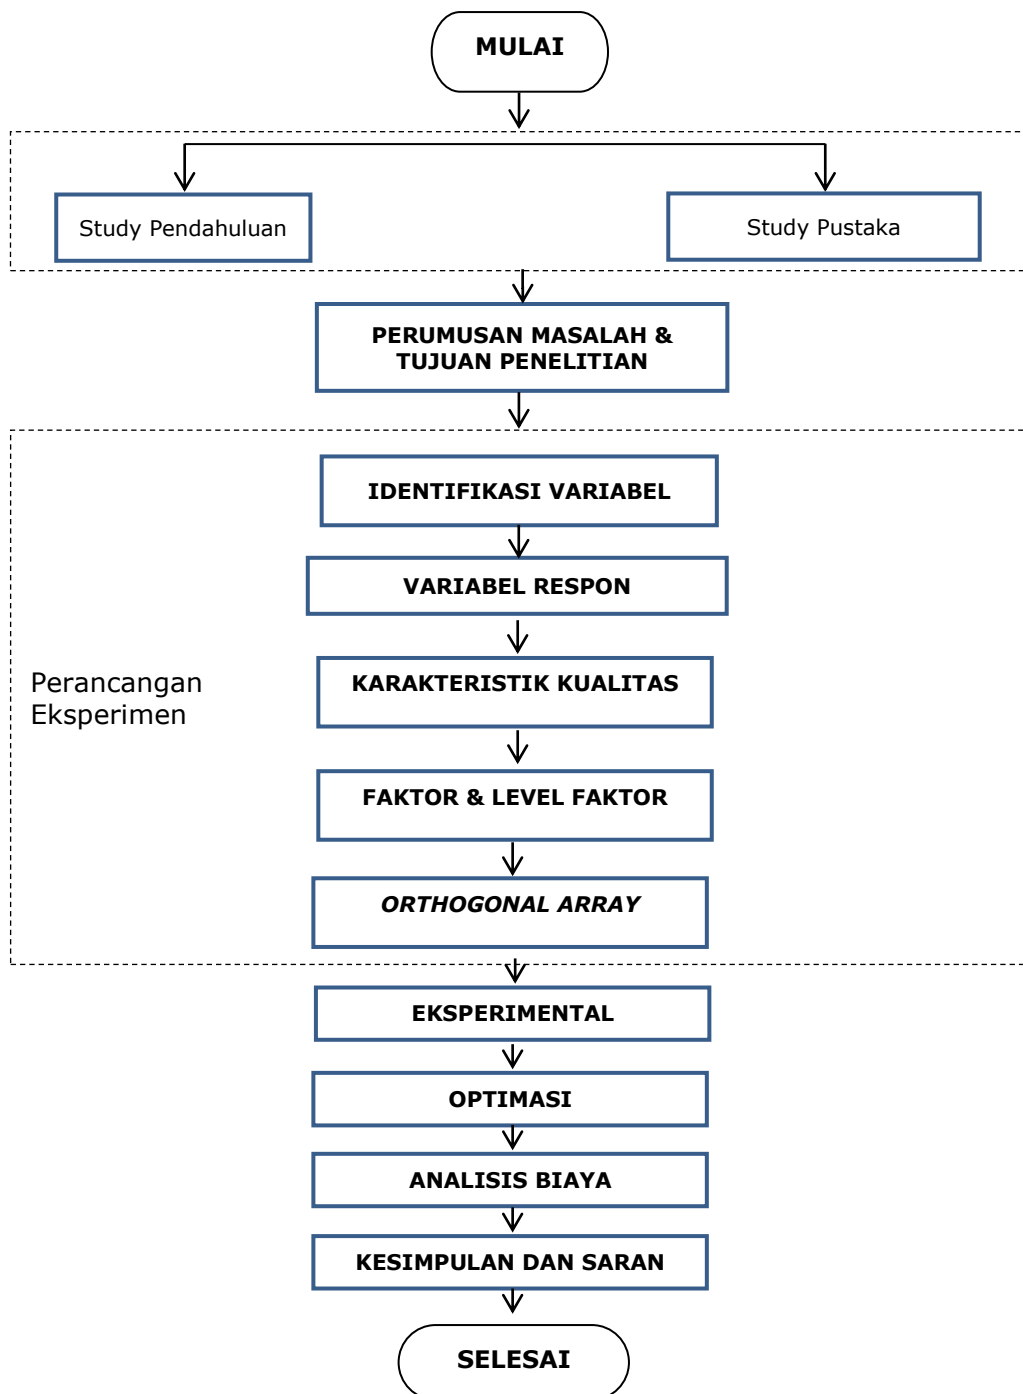 MULAI
Study Pendahuluan
Study Pustaka
PERUMUSAN MASALAH &
TUJUAN PENELITIAN
IDENTIFIKASI VARIABEL
VARIABEL RESPON
KARAKTERISTIK KUALITAS
Perancangan
Eksperimen
FAKTOR & LEVEL FAKTOR
ORTHOGONAL ARRAY
EKSPERIMENTAL
OPTIMASI
ANALISIS BIAYA
KESIMPULAN DAN SARAN
SELESAI